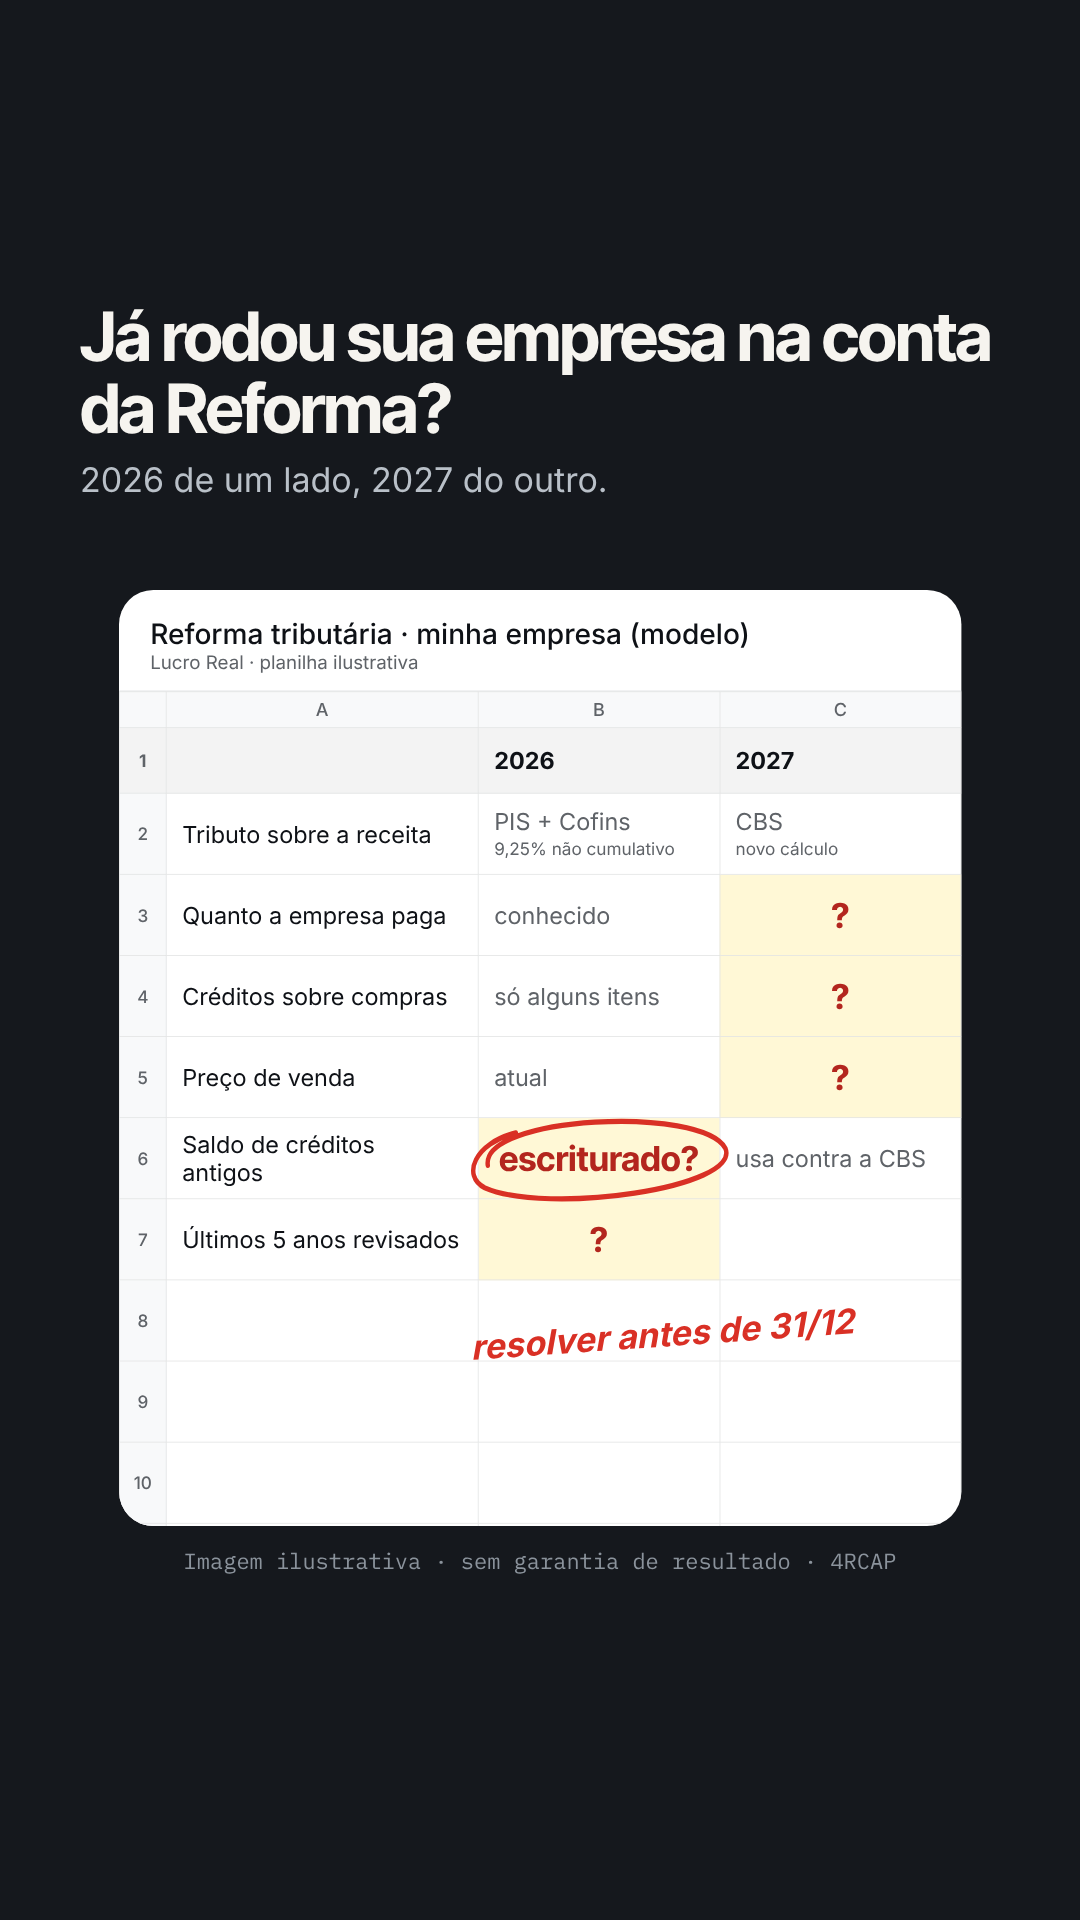 Já rodou sua empresa na conta
da Reforma?
2026 de um lado, 2027 do outro.
Reforma tributária · minha empresa (modelo)
Lucro Real · planilha ilustrativa
A B C
1 2026 2027
2 Tributo sobre a receita PIS + Cofins CBS
9,25% não cumulativo novo cálculo
3 Quanto a empresa paga conhecido ?
4 Créditos sobre compras só alguns itens ?
5 Preço de venda atual ?
6 Saldo de créditos antigos escriturado? usa contra a CBS
7 Últimos 5 anos revisados ?
8 resolver antes de 31/12
9
10
Imagem ilustrativa · sem garantia de resultado · 4RCAP